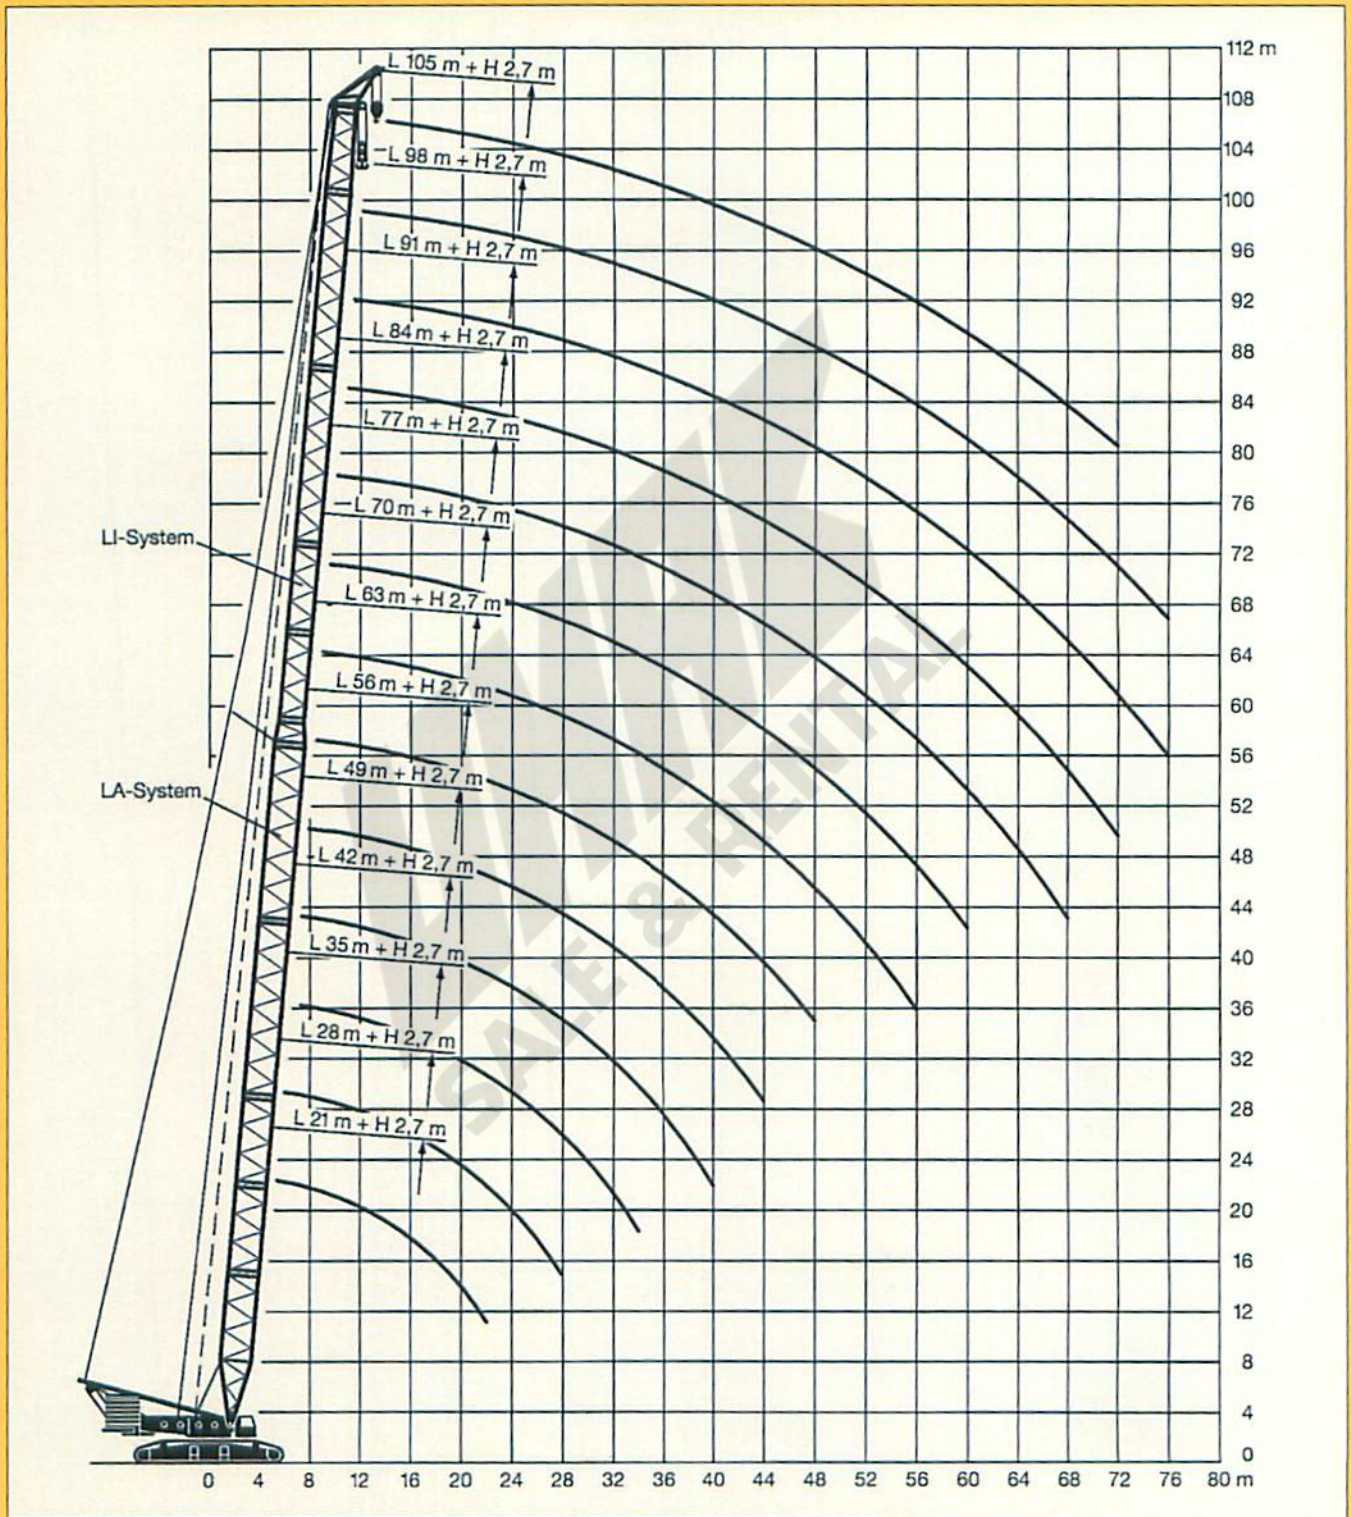 112 m
L 105 m + H 2,7 m
108
104
L 98 m + H 2,7 m
100
L 91 m + H 2,7 m
96
92
L 84 m + H 2,7 m
88
84
L 77 m + H 2,7 m
80
76
L 70 m + H 2,7 m
LI-System
72
L 63 m + H 2,7 m
68
64
L 56 m + H 2,7 m
60
56
L 49 m + H 2,7 m
LA-System
52
L 42 m + H 2,7 m
48
44
L 35 m + H 2,7 m
40
36
L 28 m + H 2,7 m
32
28
L 21 m + H 2,7 m
24
20
16
12
8
4
0
0 4 8 12 16 20 24 28 32 36 40 44 48 52 56 60 64 68 72 76 80 m
SALE & RENTAL